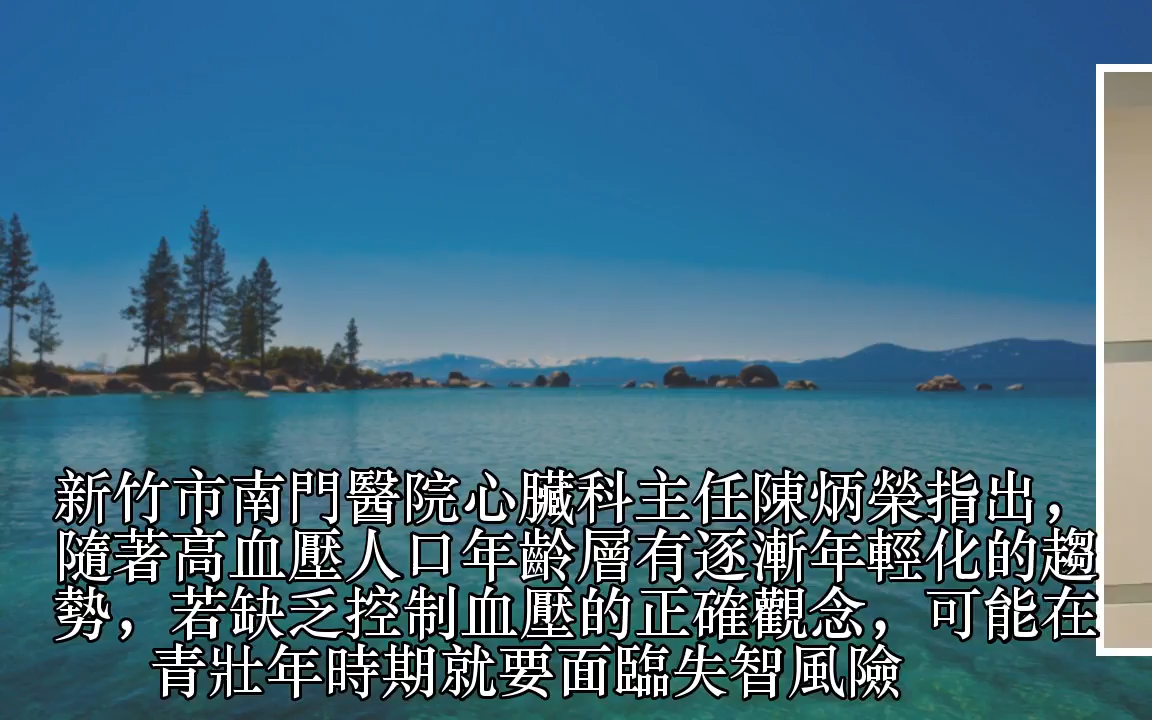 新竹市南門醫院心臟科主任陳炳榮指出，
隨著高血壓人口年齡層有逐漸年輕化的趨
勢，若缺乏控制血壓的正確觀念，可能在
青壯年時期就要面臨失智風險